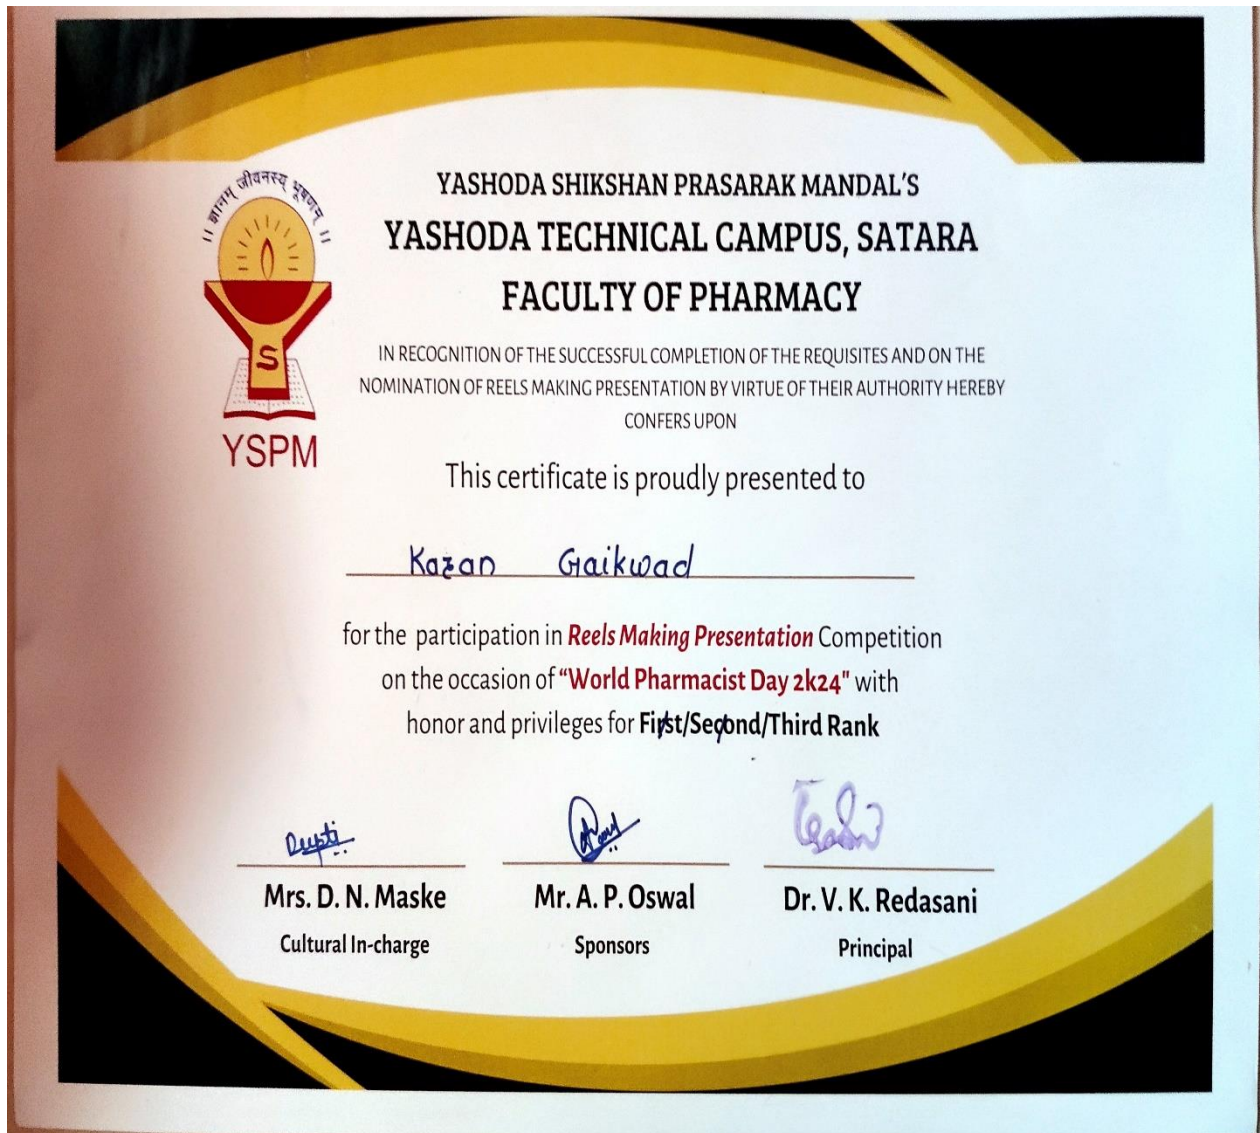 ।। ज्ञानम् जीवनस्य भूषणम् ।।
S
YSPM
YASHODA SHIKSHAN PRASARAK MANDAL'S
YASHODA TECHNICAL CAMPUS, SATARA
FACULTY OF PHARMACY
IN RECOGNITION OF THE SUCCESSFUL COMPLETION OF THE REQUISITES AND ON THE
NOMINATION OF REELS MAKING PRESENTATION BY VIRTUE OF THEIR AUTHORITY HEREBY
CONFERS UPON
This certificate is proudly presented to
Kazan Gaikwad
for the participation in Reels Making Presentation Competition
on the occasion of “World Pharmacist Day 2k24" with
honor and privileges for First/Second/Third Rank
Dupti
Mrs. D. N. Maske
Cultural In-charge
Mr. A. P. Oswal
Sponsors
Dr. V. K. Redasani
Principal